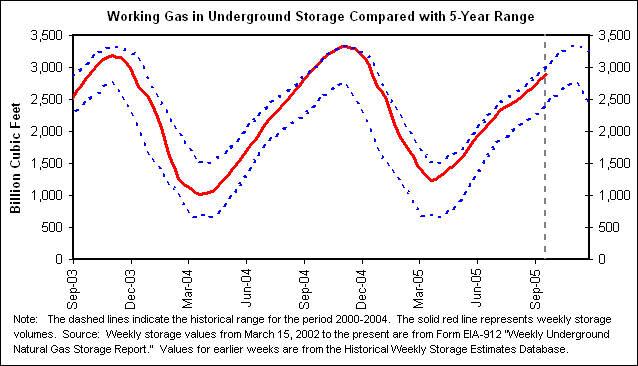 Working Gas in Underground Storage Compared with 5-Year Range
Billion Cubic Feet
3,500
3,000
2,500
2,000
1,500
1,000
500
0
3,500
3,000
2,500
2,000
1,500
1,000
500
0
Sep-03
Dec-03
Mar-04
Jun-04
Sep-04
Dec-04
Mar-05
Jun-05
Sep-05
Note: The dashed lines indicate the historical range for the period 2000-2004. The solid red line represents weekly storage
volumes. Source: Weekly storage values from March 15, 2002 to the present are from Form EIA-912 "Weekly Underground
Natural Gas Storage Report." Values for earlier weeks are from the Historical Weekly Storage Estimates Database.